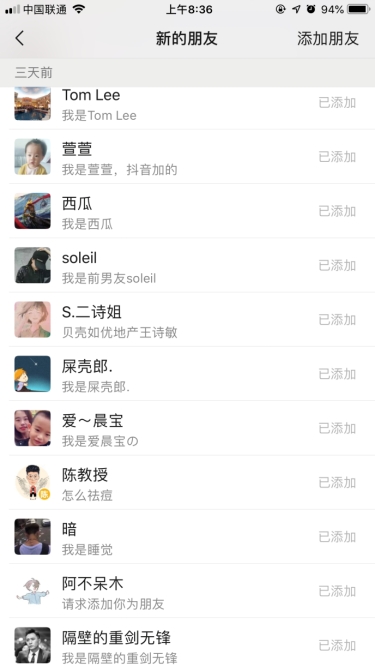 中国联通
上午8:36
94%
新的朋友
添加朋友
三天前
Tom Lee
已添加
我是Tom Lee
萱萱
已添加
我是萱萱，抖音加的
西瓜
已添加
我是西瓜
soleil
已添加
我是前男友soleil
S.二诗姐
已添加
贝壳如优地产王诗敏
屎壳郎.
已添加
我是屎壳郎.
爱～晨宝
已添加
我是爱晨宝の
陈教授
已添加
怎么祛痘
陈
暗
已添加
我是睡觉
阿不呆木
已添加
请求添加你为朋友
隔壁的重剑无锋
已添加
我是隔壁的重剑无锋